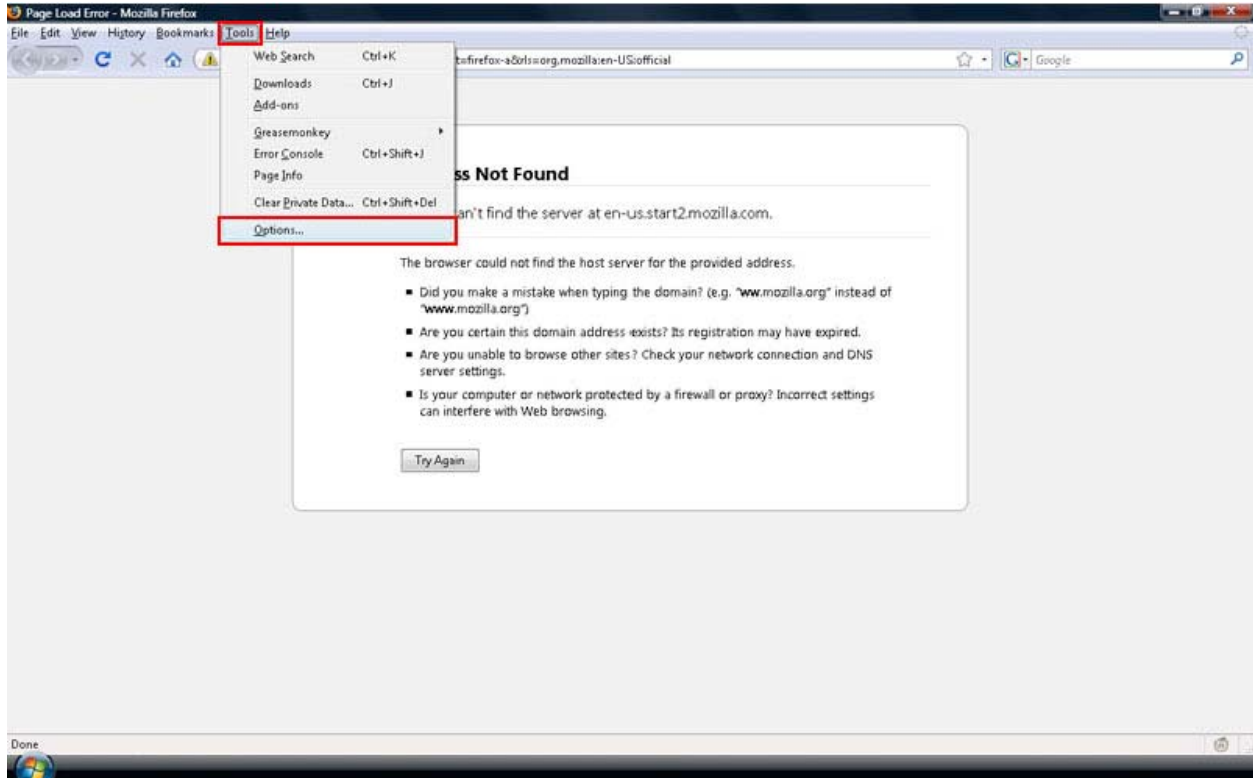 Page Load Error - Mozilla Firefox
File Edit View History Bookmarks Tools Help
t=firefox-a&rls=org.mozilla:en-US:official
Google
Web Search Ctrl+K
Downloads Ctrl+J
Add-ons
Greasemonkey
Error Console Ctrl+Shift+J
Page Info
Clear Private Data... Ctrl+Shift+Del
Options...
ss Not Found
an't find the server at en-us.start2.mozilla.com.
The browser could not find the host server for the provided address.
Did you make a mistake when typing the domain? (e.g. "ww.mozilla.org" instead of
"www.mozilla.org")
Are you certain this domain address exists? Its registration may have expired.
Are you unable to browse other sites? Check your network connection and DNS
server settings.
Is your computer or network protected by a firewall or proxy? Incorrect settings
can interfere with Web browsing.
Try Again
Done